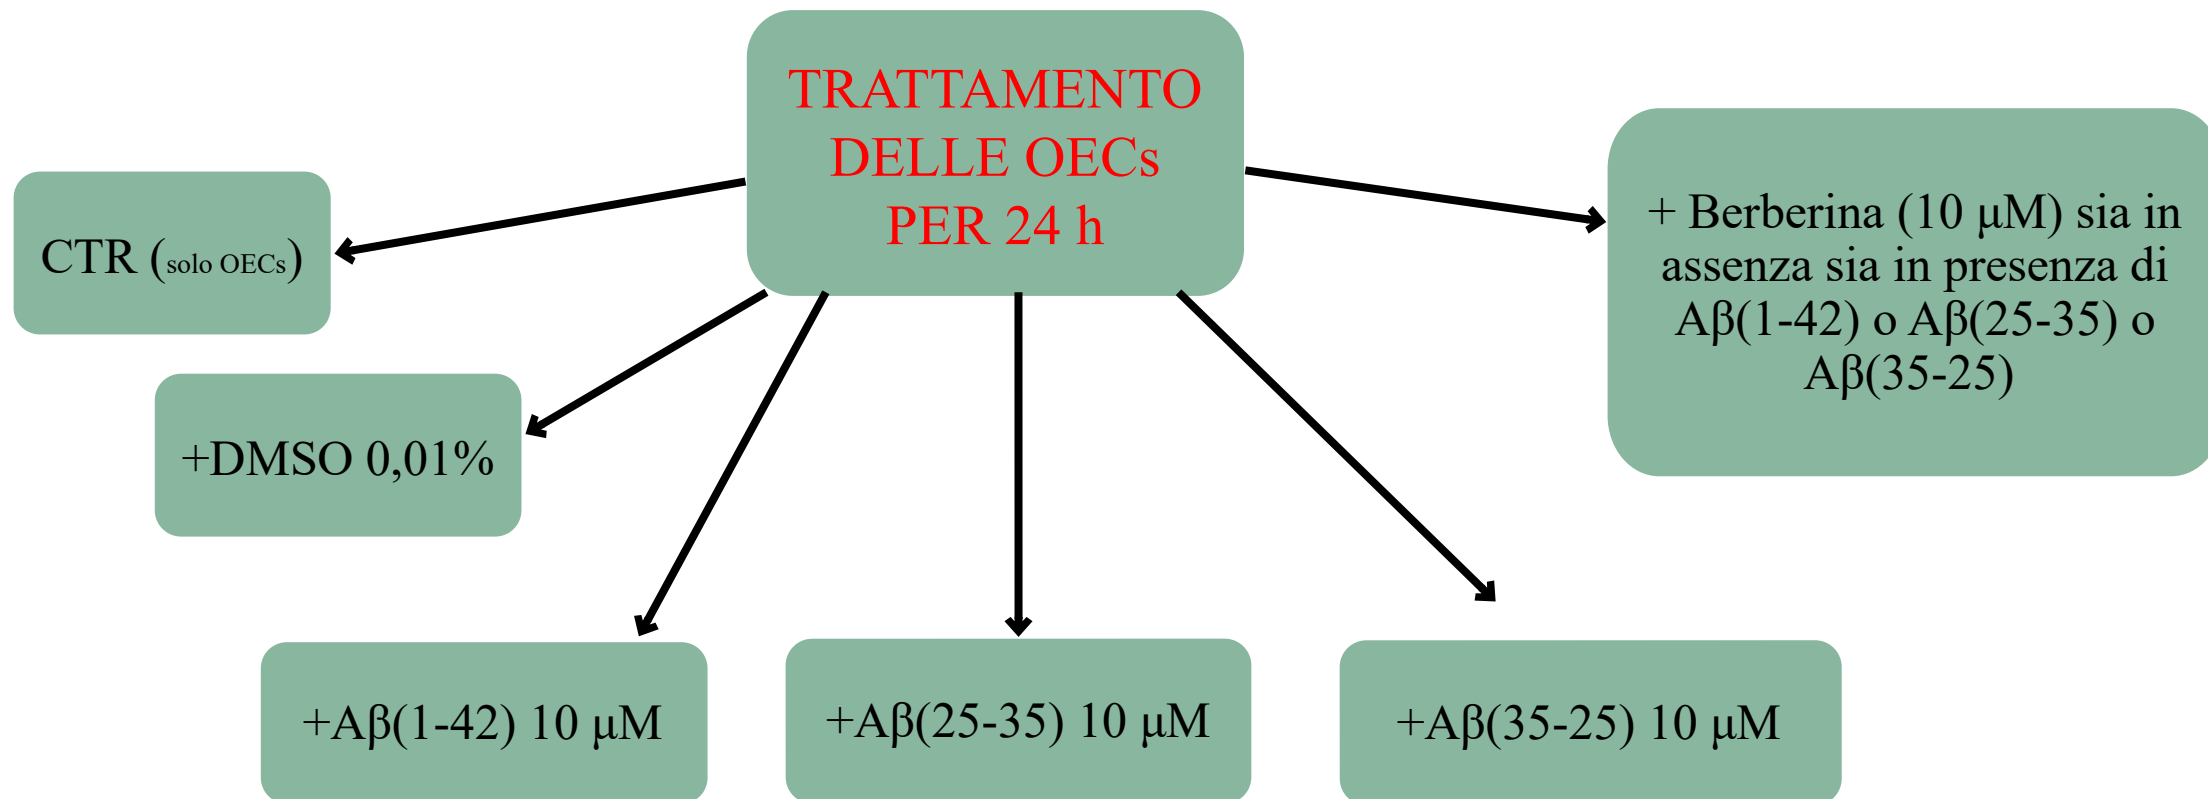 TRATTAMENTO
DELLE OECs
PER 24 h
CTR (solo OECs)
+DMSO 0,01%
+Aβ(1-42) 10 μM
+Aβ(25-35) 10 μM
+Aβ(35-25) 10 μM
+ Berberina (10 μM) sia in
assenza sia in presenza di
Aβ(1-42) o Aβ(25-35) o
Aβ(35-25)